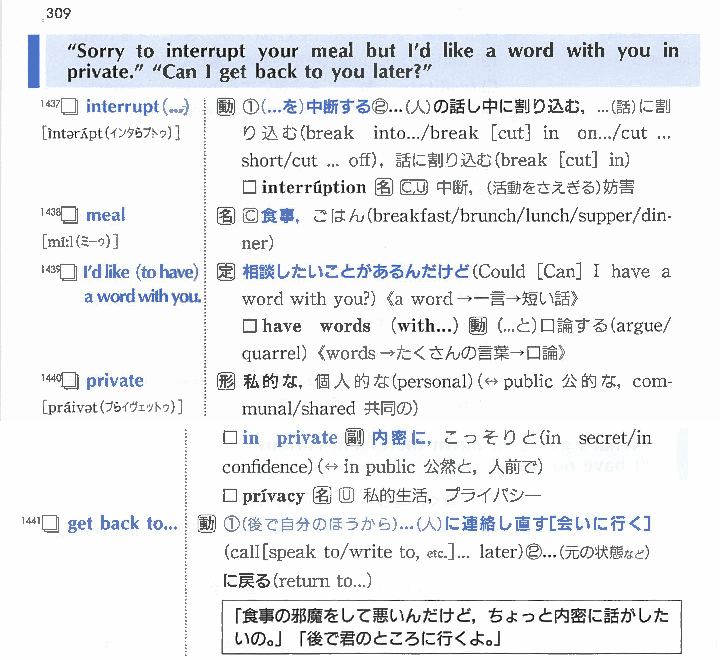 309
“Sorry to interrupt your meal but I’d like a word with you in
private.” “Can I get back to you later?”
1437□ interrupt (...) 動 ①(…を)中断する②…(人)の話し中に割り込む，…(話)に割
[ìntərʌ́pt(インタらプトゥ)] り込む(break into.../break [cut] in on.../cut ...
short/cut ... off)，話に割り込む(break [cut] in)
□ interrúption 名 C,U 中断，(活動をさえぎる)妨害
1438□ meal 名 C食事，ごはん(breakfast/brunch/lunch/supper/din-
[míːl(ミーゥ)] ner)
1439□ I’d like (to have) 定 相談したいことがあるんだけど(Could [Can] I have a
a word with you. word with you?)《a word→一言→短い話》
□ have words (with...) 動 (…と)口論する(argue/
quarrel)《words→たくさんの言葉→口論》
1440□ private 形 私的な，個人的な(personal)(↔public 公的な，com-
[práivət(プらイヴェットゥ)] munal/shared 共同の)
□ in private 副 内密に，こっそりと(in secret/in
confidence)(↔in public 公然と，人前で)
□ prívacy 名 U 私的生活，プライバシー
1441□ get back to... 動 ①(後で自分のほうから)…(人)に連絡し直す[会いに行く]
(call[speak to/write to, etc.]... later)②…(元の状態など)
に戻る(return to...)
「食事の邪魔をして悪いんだけど，ちょっと内密に話がした
いの。」「後で君のところに行くよ。」